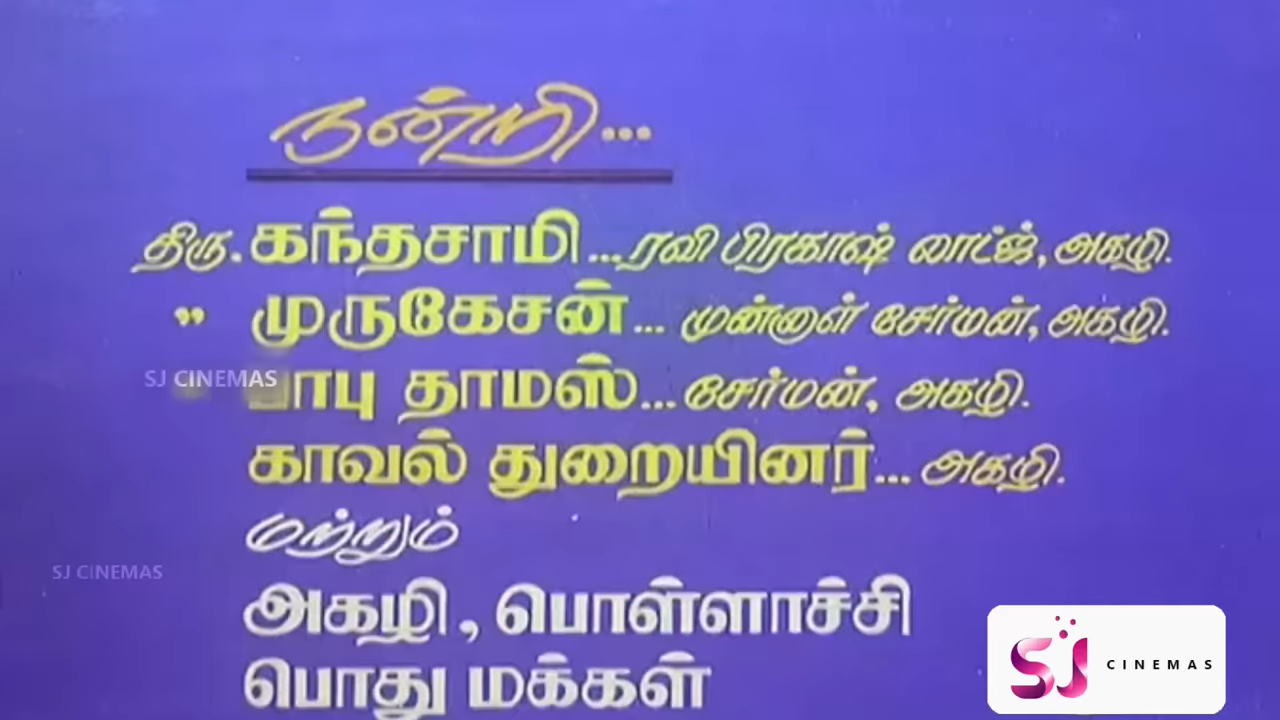 நன்றி...
திரு. கந்தசாமி... ரவி பிரகாஷ் லாட்ஜ், அகழி.
" முருகேசன்... முன்னாள் சேர்மன், அகழி.
பாபு தாமஸ்... சேர்மன், அகழி.
SJ CINEMAS
காவல் துறையினர்... அகழி.
மற்றும்
SJ CINEMAS
அகழி, பொள்ளாச்சி
பொது மக்கள்
SJ CINEMAS